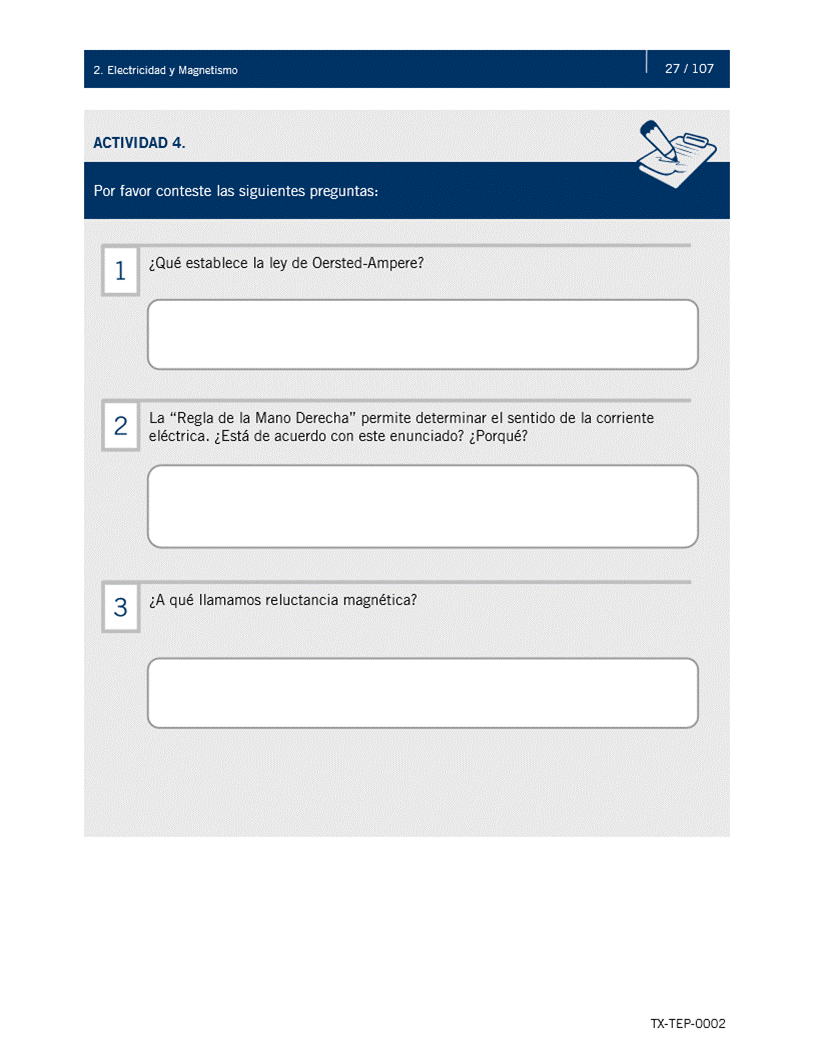 2. Electricidad y Magnetismo
27 / 107
ACTIVIDAD 4.
Por favor conteste las siguientes preguntas:
1
¿Qué establece la ley de Oersted-Ampere?
2
La “Regla de la Mano Derecha” permite determinar el sentido de la corriente
eléctrica. ¿Está de acuerdo con este enunciado? ¿Porqué?
3
¿A qué llamamos reluctancia magnética?
TX-TEP-0002